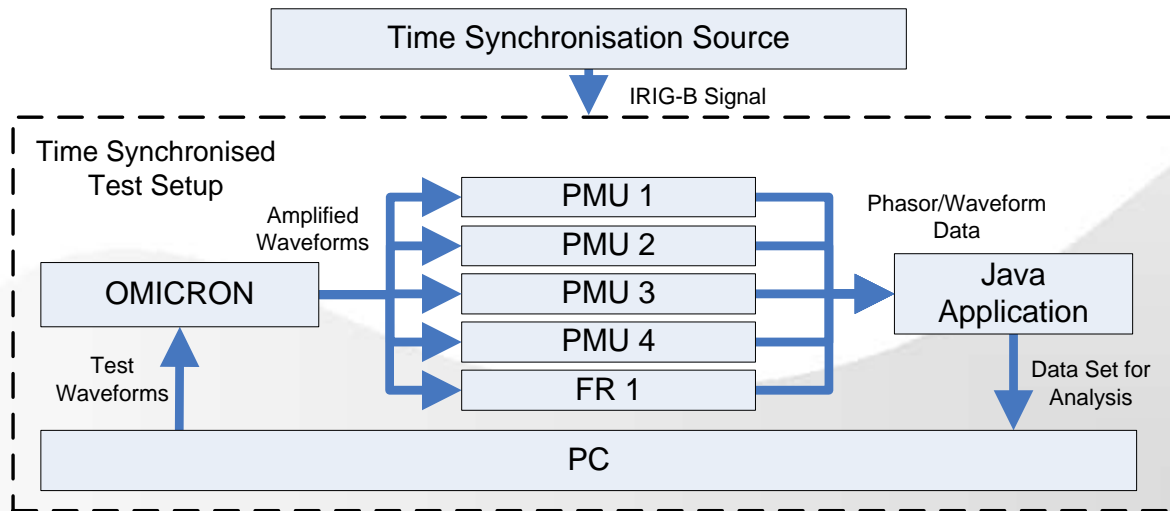 Time Synchronisation Source
IRIG-B Signal
Time Synchronised
Test Setup
Amplified
Waveforms
PMU 1
PMU 2
PMU 3
PMU 4
FR 1
Phasor/Waveform
Data
OMICRON
Java
Application
Test
Waveforms
Data Set for
Analysis
PC